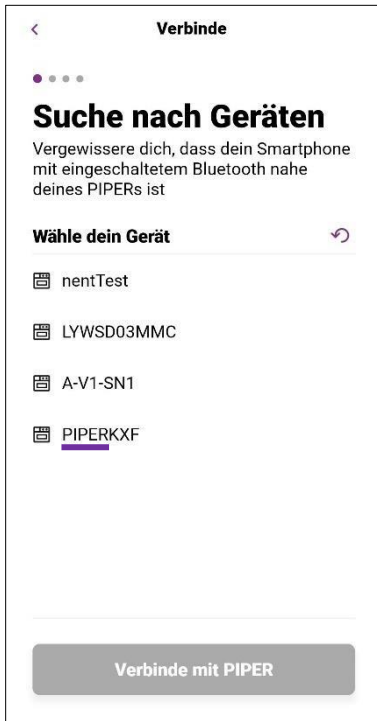 Verbinde
Suche nach Geräten
Vergewissere dich, dass dein Smartphone
mit eingeschaltetem Bluetooth nahe
deines PIPERs ist
Wähle dein Gerät
nentTest
LYWSD03MMC
A-V1-SN1
PIPERKXF
Verbinde mit PIPER